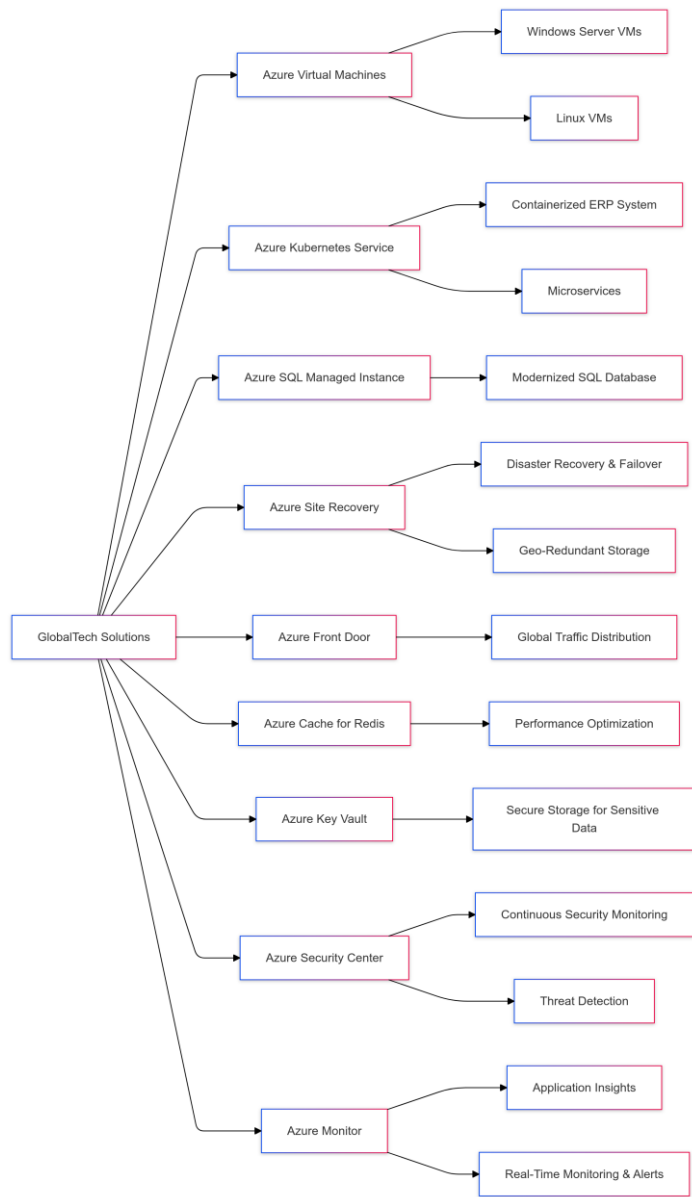 Windows Server VMs
Azure Virtual Machines
Linux VMs
Containerized ERP System
Azure Kubernetes Service
Microservices
Azure SQL Managed Instance
Modernized SQL Database
Disaster Recovery & Failover
Azure Site Recovery
Geo-Redundant Storage
GlobalTech Solutions
Azure Front Door
Global Traffic Distribution
Azure Cache for Redis
Performance Optimization
Azure Key Vault
Secure Storage for Sensitive
Data
Continuous Security Monitoring
Azure Security Center
Threat Detection
Application Insights
Azure Monitor
Real-Time Monitoring & Alerts